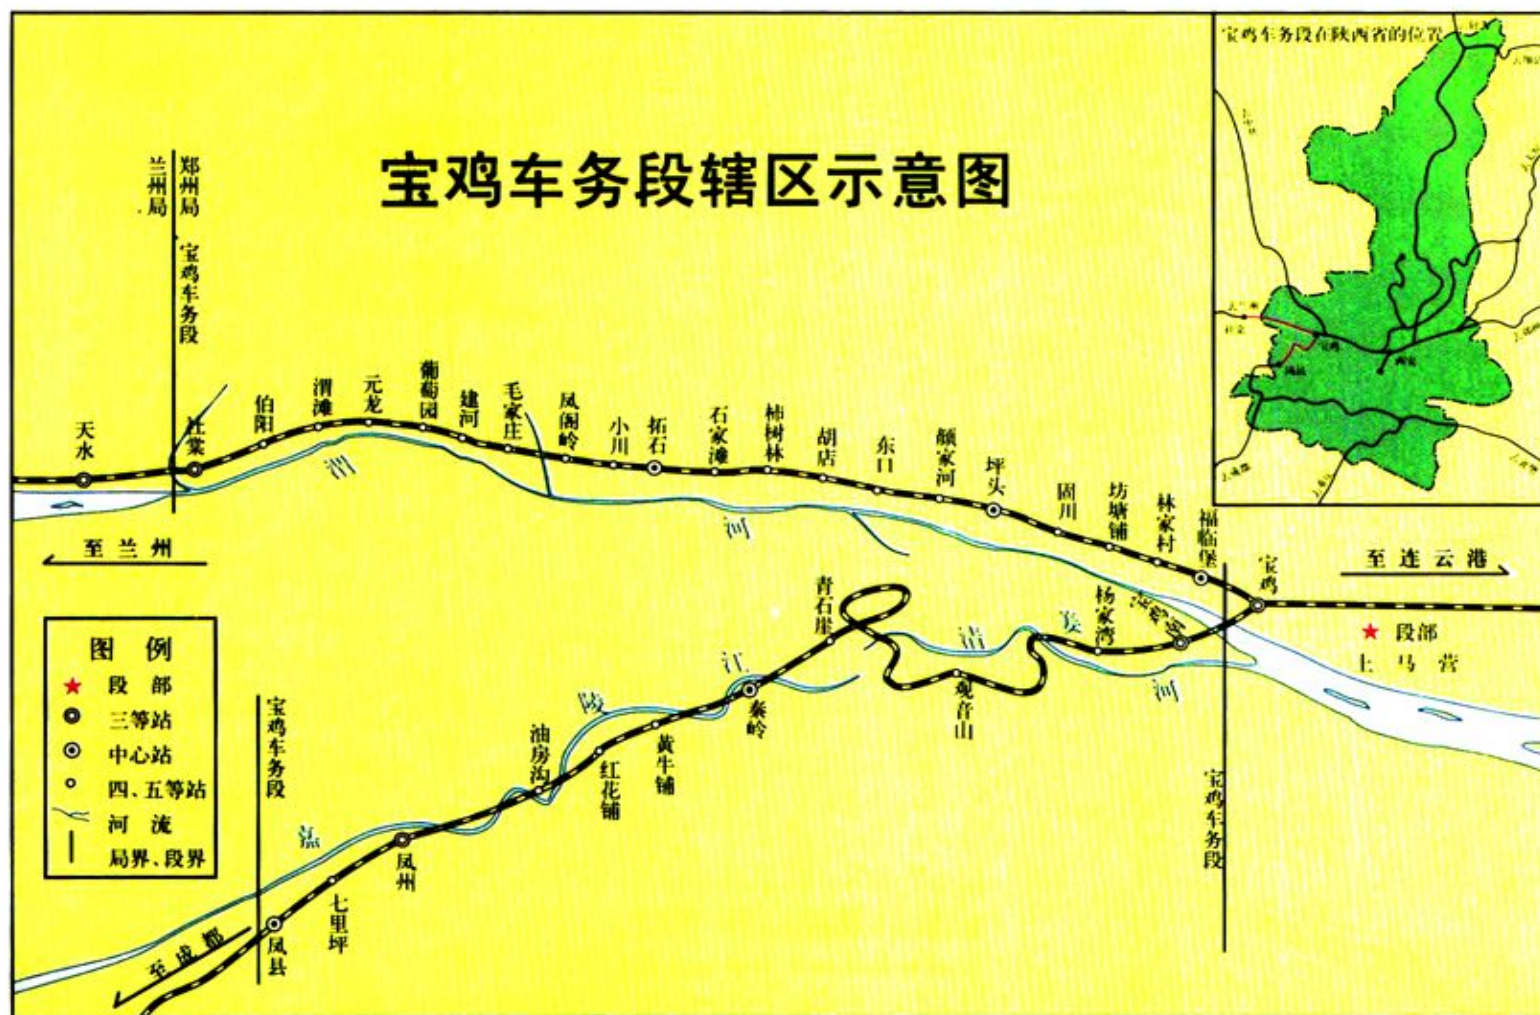 宝鸡车务段辖区示意图
宝鸡车务段在陕西省的位置
宝鸡
西安
兰州局
郑州局
宝鸡车务段
天水
社棠
伯阳
渭滩
元龙
葡萄园
建河
毛家庄
凤阁岭
小川
拓石
石家滩
柿树林
胡店
东口
颜家河
坪头
固川
坊塘铺
林家村
福临堡
宝鸡
渭
河
至兰州
至连云港
段部
上马营
宝鸡南
杨家湾
观音山
清
姜
河
青石崖
秦岭
黄牛铺
红花铺
油房沟
凤州
七里坪
凤县
江
陵
嘉
至成都
宝鸡车务段
宝鸡车务段
图例
段部
三等站
中心站
四、五等站
河流
局界、段界